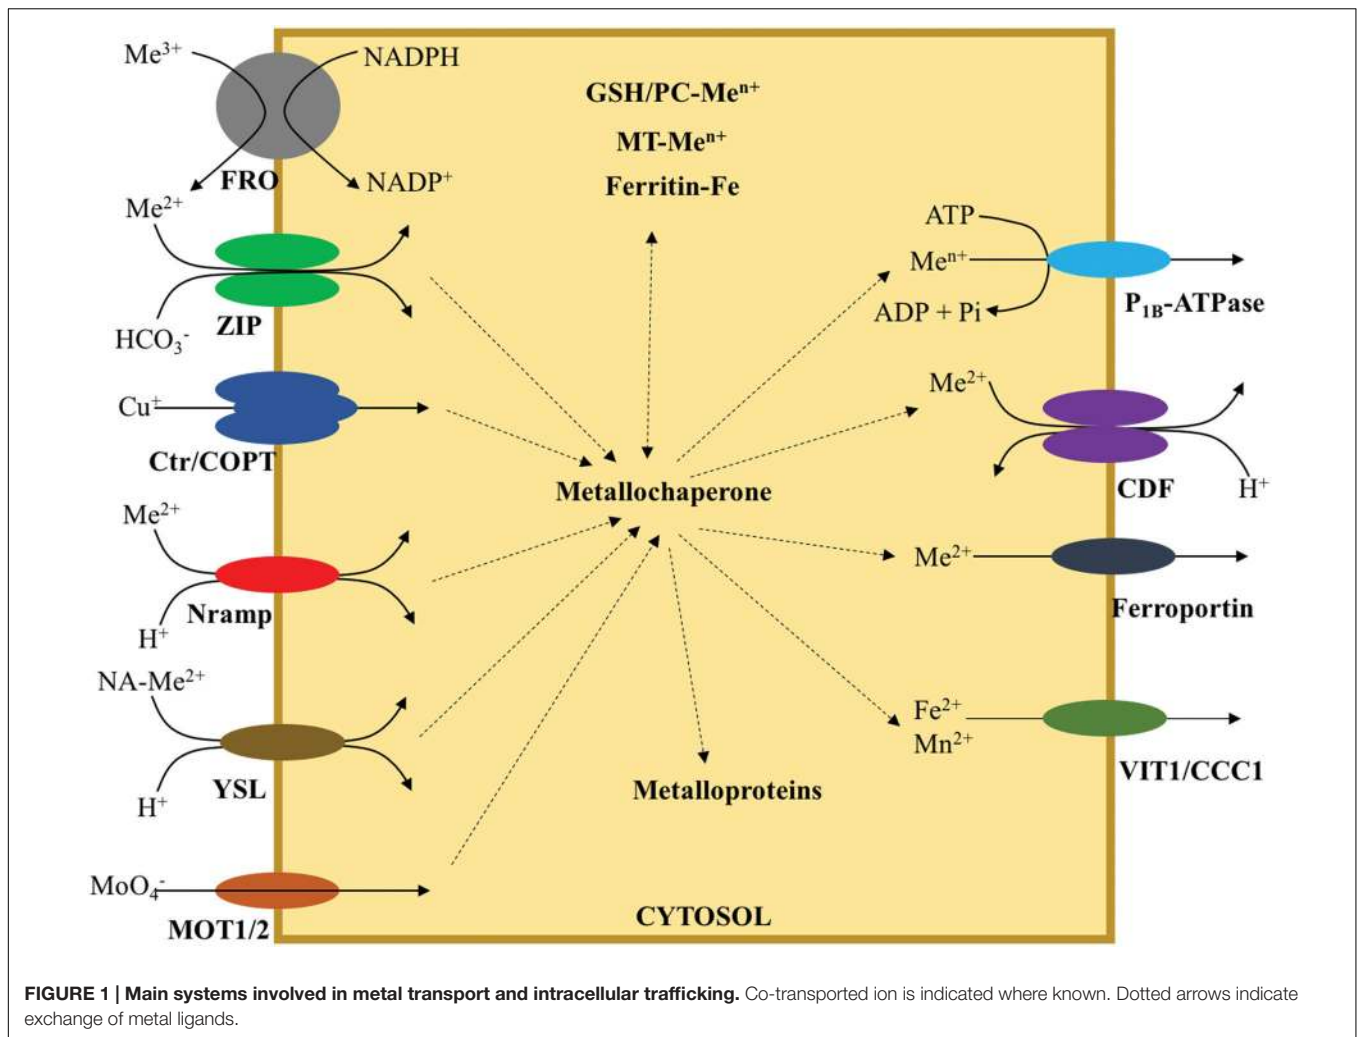 Me³⁺
NADPH
FRO
NADP⁺
Me²⁺
HCO₃⁻
ZIP
Cu⁺
Ctr/COPT
Me²⁺
H⁺
Nramp
NA-Me²⁺
H⁺
YSL
MoO₄⁻
MOT1/2
GSH/PC-Meⁿ⁺
MT-Meⁿ⁺
Ferritin-Fe
Metallochaperone
Metalloproteins
CYTOSOL
ATP
Meⁿ⁺
ADP + Pi
P₁B-ATPase
Me²⁺
CDF
H⁺
Me²⁺
Ferroportin
Fe²⁺
Mn²⁺
VIT1/CCC1
FIGURE 1 | Main systems involved in metal transport and intracellular trafficking. Co-transported ion is indicated where known. Dotted arrows indicate
exchange of metal ligands.